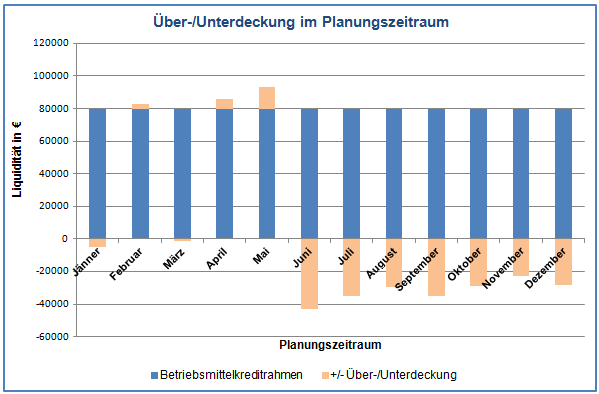 Über-/Unterdeckung im Planungszeitraum
120000
100000
80000
60000
40000
20000
0
-20000
-40000
-60000
Liquidität in €
Jänner
Februar
März
April
Mai
Juni
Juli
August
September
Oktober
November
Dezember
Planungszeitraum
Betriebsmittelkreditrahmen
+/- Über-/Unterdeckung